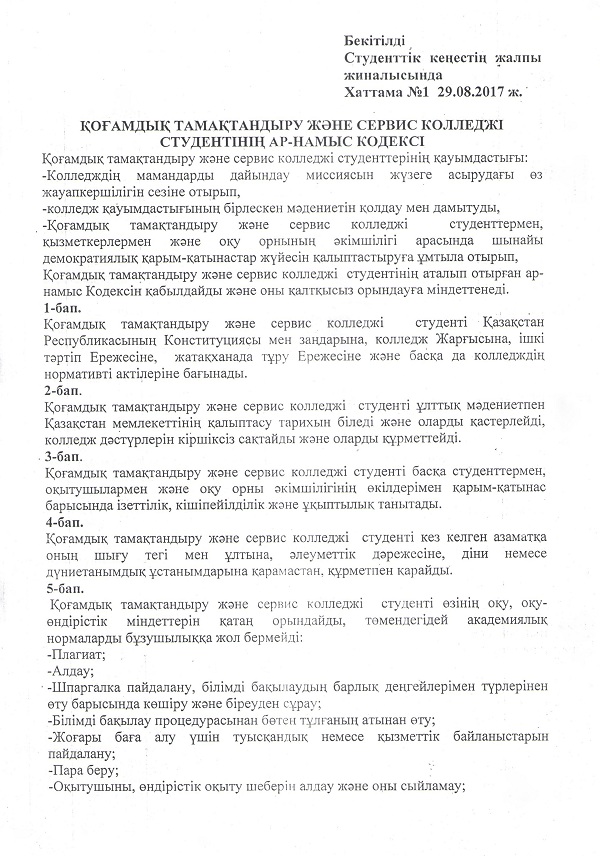 Бекітілді
Студенттік кеңестің жалпы
жиналысында
Хаттама №1 29.08.2017 ж.
ҚОҒАМДЫҚ ТАМАҚТАНДЫРУ ЖӘНЕ СЕРВИС КОЛЛЕДЖІ
СТУДЕНТІНІҢ АР-НАМЫС КОДЕКСІ
Қоғамдық тамақтандыру және сервис колледжі студенттерінің қауымдастығы:
-Колледждің мамандарды дайындау миссиясын жүзеге асырудағы өз
жауапкершілігін сезіне отырып,
-колледж қауымдастығының бірлескен мәдениетін қолдау мен дамытуды,
-Қоғамдық тамақтандыру және сервис колледжі студенттермен,
қызметкерлермен және оқу орнының әкімшілігі арасында шынайы
демократиялық қарым-қатынастар жүйесін қалыптастыруға ұмтыла отырып,
Қоғамдық тамақтандыру және сервис колледжі студентінің аталып отырған ар-
намыс Кодексін қабылдайды және оны қалтқысыз орындауға міндеттенеді.
1-бап.
Қоғамдық тамақтандыру және сервис колледжі студенті Қазақстан
Республикасының Конституциясы мен заңдарына, колледж Жарғысына, ішкі
тәртіп Ережесіне, жатақханада тұру Ережесіне және басқа да колледждің
нормативті актілеріне бағынады.
2-бап.
Қоғамдық тамақтандыру және сервис колледжі студенті ұлттық мәдениетпен
Қазақстан мемлекеттінің қалыптасу тарихын біледі және оларды қастерлейді,
колледж дәстүрлерін кіршіксіз сақтайды және оларды құрметтейді.
3-бап.
Қоғамдық тамақтандыру және сервис колледжі студенті басқа студенттермен,
оқытушылармен және оқу орны әкімшілігінің өкілдерімен қарым-қатынас
барысында ізеттілік, кішіпейілділік және ұқыптылық танытады.
4-бап.
Қоғамдық тамақтандыру және сервис колледжі студенті кез келген азаматқа
оның шығу тегі мен ұлтына, әлеуметтік дәрежесіне, діни немесе
дүниетанымдық ұстанымдарына қарамастан, құрметпен қарайды.
5-бап.
Қоғамдық тамақтандыру және сервис колледжі студенті өзінің оқу, оқу-
өндірістік міндеттерін қатаң орындайды, төмендегідей академиялық
нормаларды бұзушылыққа жол бермейді:
-Плагиат;
-Алдау;
-Шпаргалка пайдалану, білімді бақылаудың барлық деңгейлерімен түрлерінен
өту барысында көшіру және біреуден сұрау;
-Білімді бақылау процедурасынан бөтен тұлғаның атынан өту;
-Жоғары баға алу үшін туысқандық немесе қызметтік байланыстарын
пайдалану;
-Пара беру;
-Оқытушыны, өндірістік оқыту шеберін алдау және оны сыйламау;